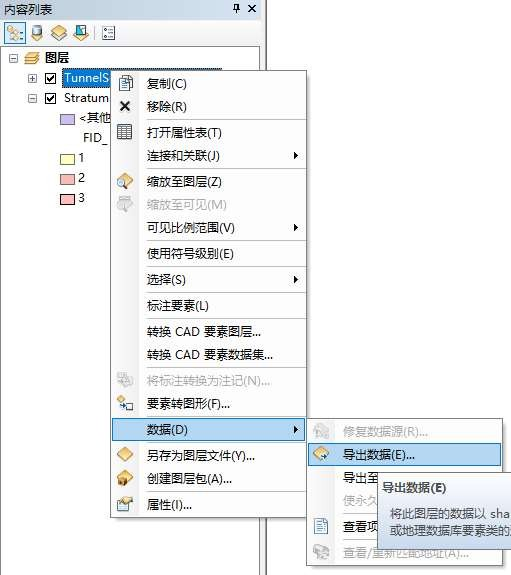 内容列表
图层
TunnelS
Stratum
<其他
FID_
1
2
3
复制(C)
移除(R)
打开属性表(T)
连接和关联(J)
缩放至图层(Z)
缩放至可见(M)
可见比例范围(V)
使用符号级别(E)
选择(S)
标注要素(L)
转换 CAD 要素图层...
转换 CAD 要素数据集...
将标注转换为注记(N)...
要素转图形(F)...
数据(D)
另存为图层文件(Y)...
创建图层包(A)...
属性(I)...
修复数据源(R)...
导出数据(E)...
导出至
使永久
查看项
查看/重新匹配地址(A)...
导出数据(E)
将此图层的数据以 sha
或地理数据库要素类的